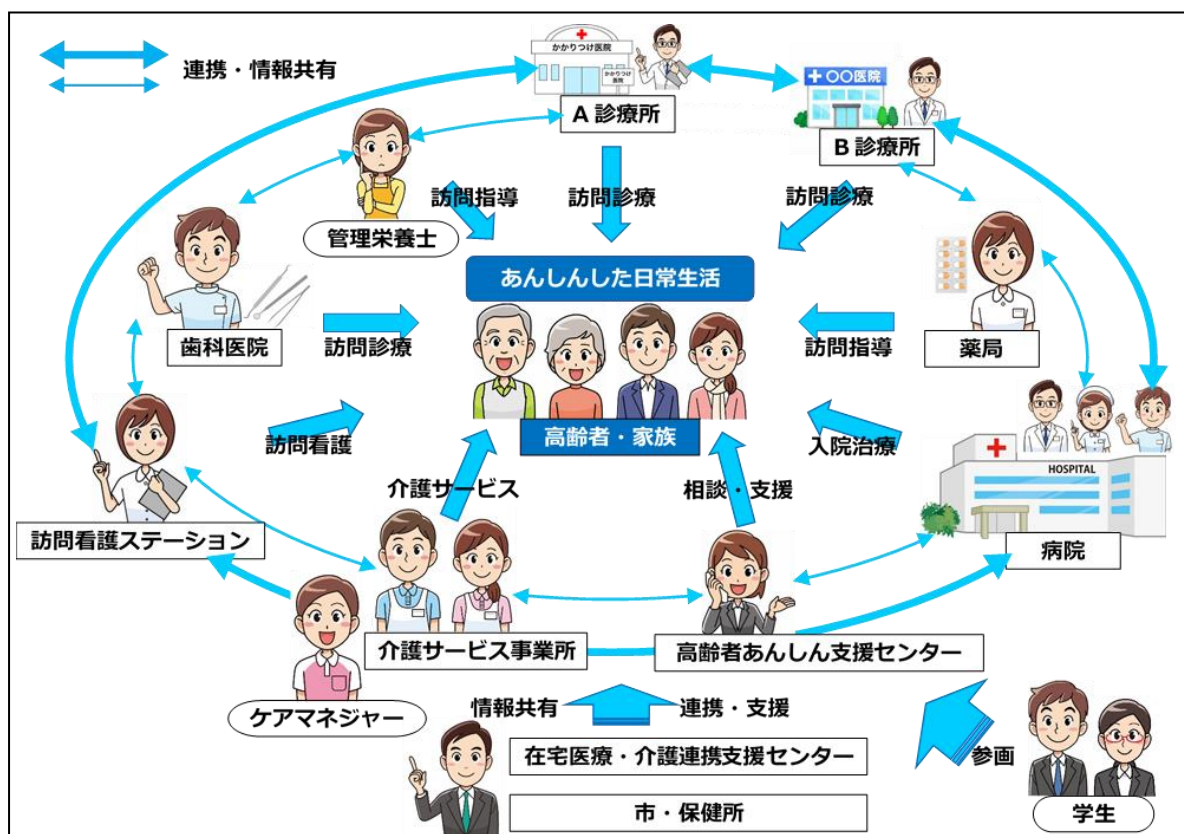 連携・情報共有
かかりつけ医院
かかりつけ
医院
A 診療所
〇〇医院
B 診療所
訪問指導
訪問診療
訪問診療
管理栄養士
あんしんした日常生活
歯科医院
訪問診療
訪問指導
薬局
高齢者・家族
訪問看護
入院治療
HOSPITAL
介護サービス
相談・支援
訪問看護ステーション
病院
介護サービス事業所
高齢者あんしん支援センター
ケアマネジャー
情報共有
連携・支援
在宅医療・介護連携支援センター
参画
市・保健所
学生